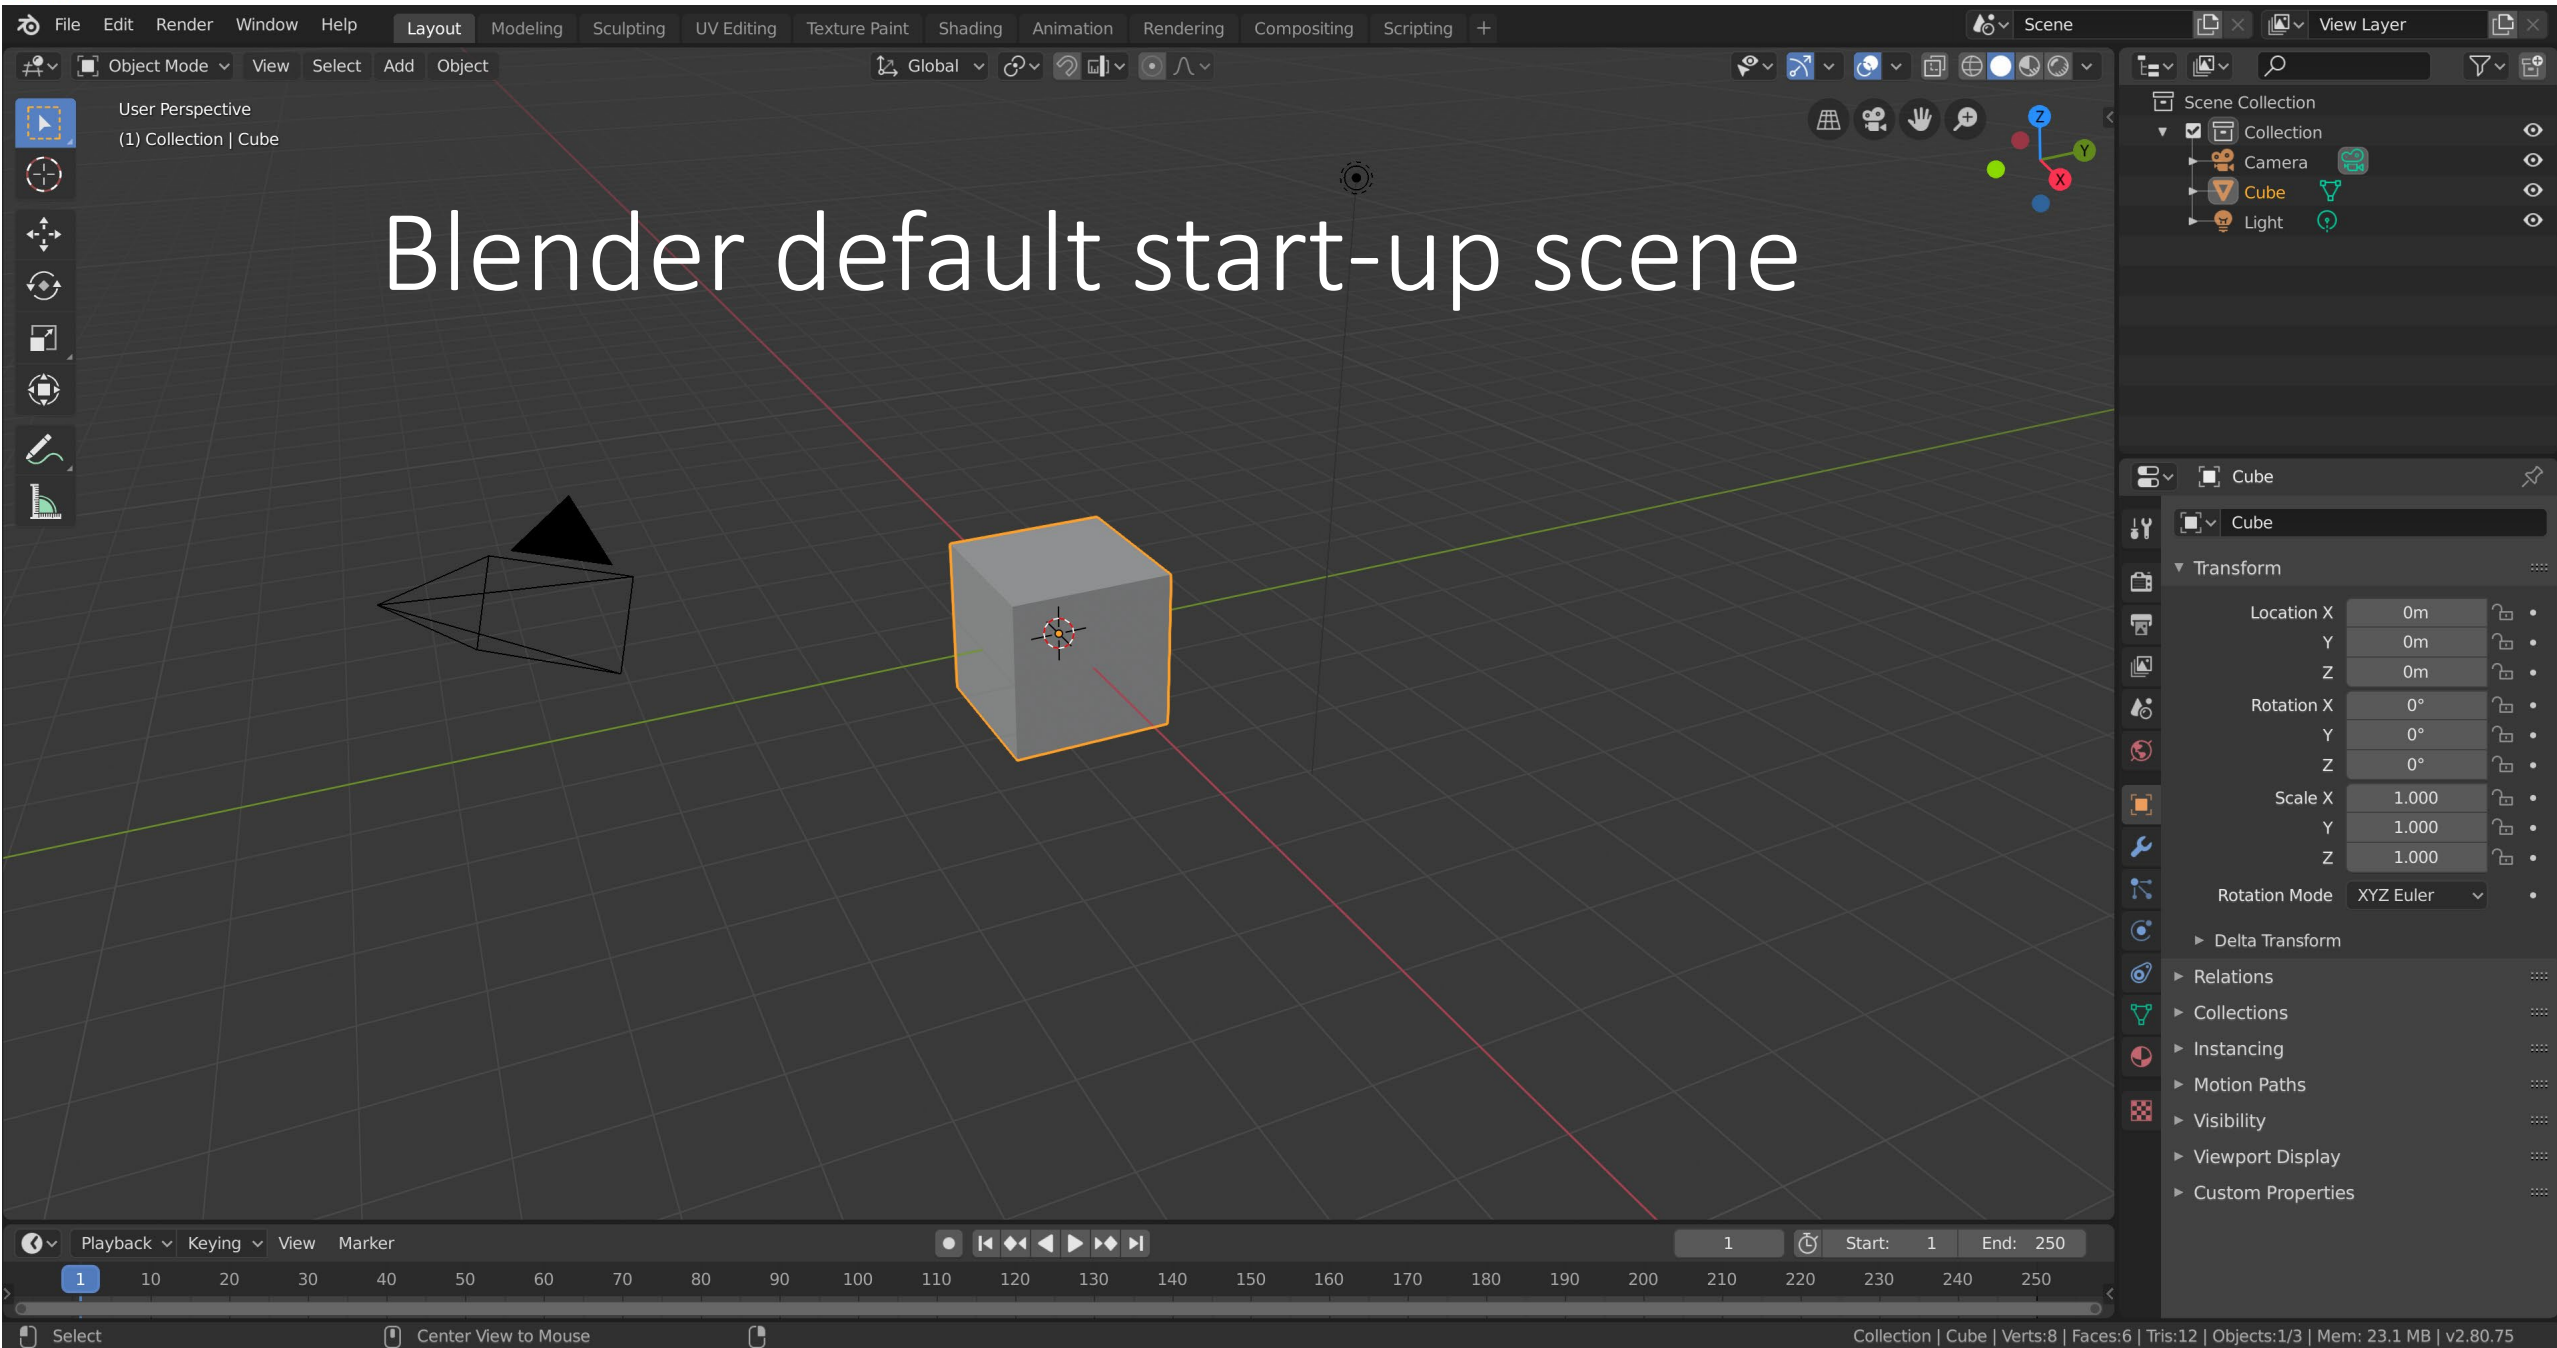 File Edit Render Window Help Layout Modeling Sculpting UV Editing Texture Paint Shading Animation Rendering Compositing Scripting + Scene View Layer
Object Mode View Select Add Object Global
User Perspective
(1) Collection | Cube
Z
Y
X
Blender default start-up scene
Scene Collection
Collection
Camera
Cube
Light
Cube
Cube
Transform
Location X 0m
Y 0m
Z 0m
Rotation X 0°
Y 0°
Z 0°
Scale X 1.000
Y 1.000
Z 1.000
Rotation Mode XYZ Euler
Delta Transform
Relations
Collections
Instancing
Motion Paths
Visibility
Viewport Display
Custom Properties
Playback Keying View Marker 1 Start: 1 End: 250
1 10 20 30 40 50 60 70 80 90 100 110 120 130 140 150 160 170 180 190 200 210 220 230 240 250
Select Center View to Mouse Collection | Cube | Verts:8 | Faces:6 | Tris:12 | Objects:1/3 | Mem: 23.1 MB | v2.80.75